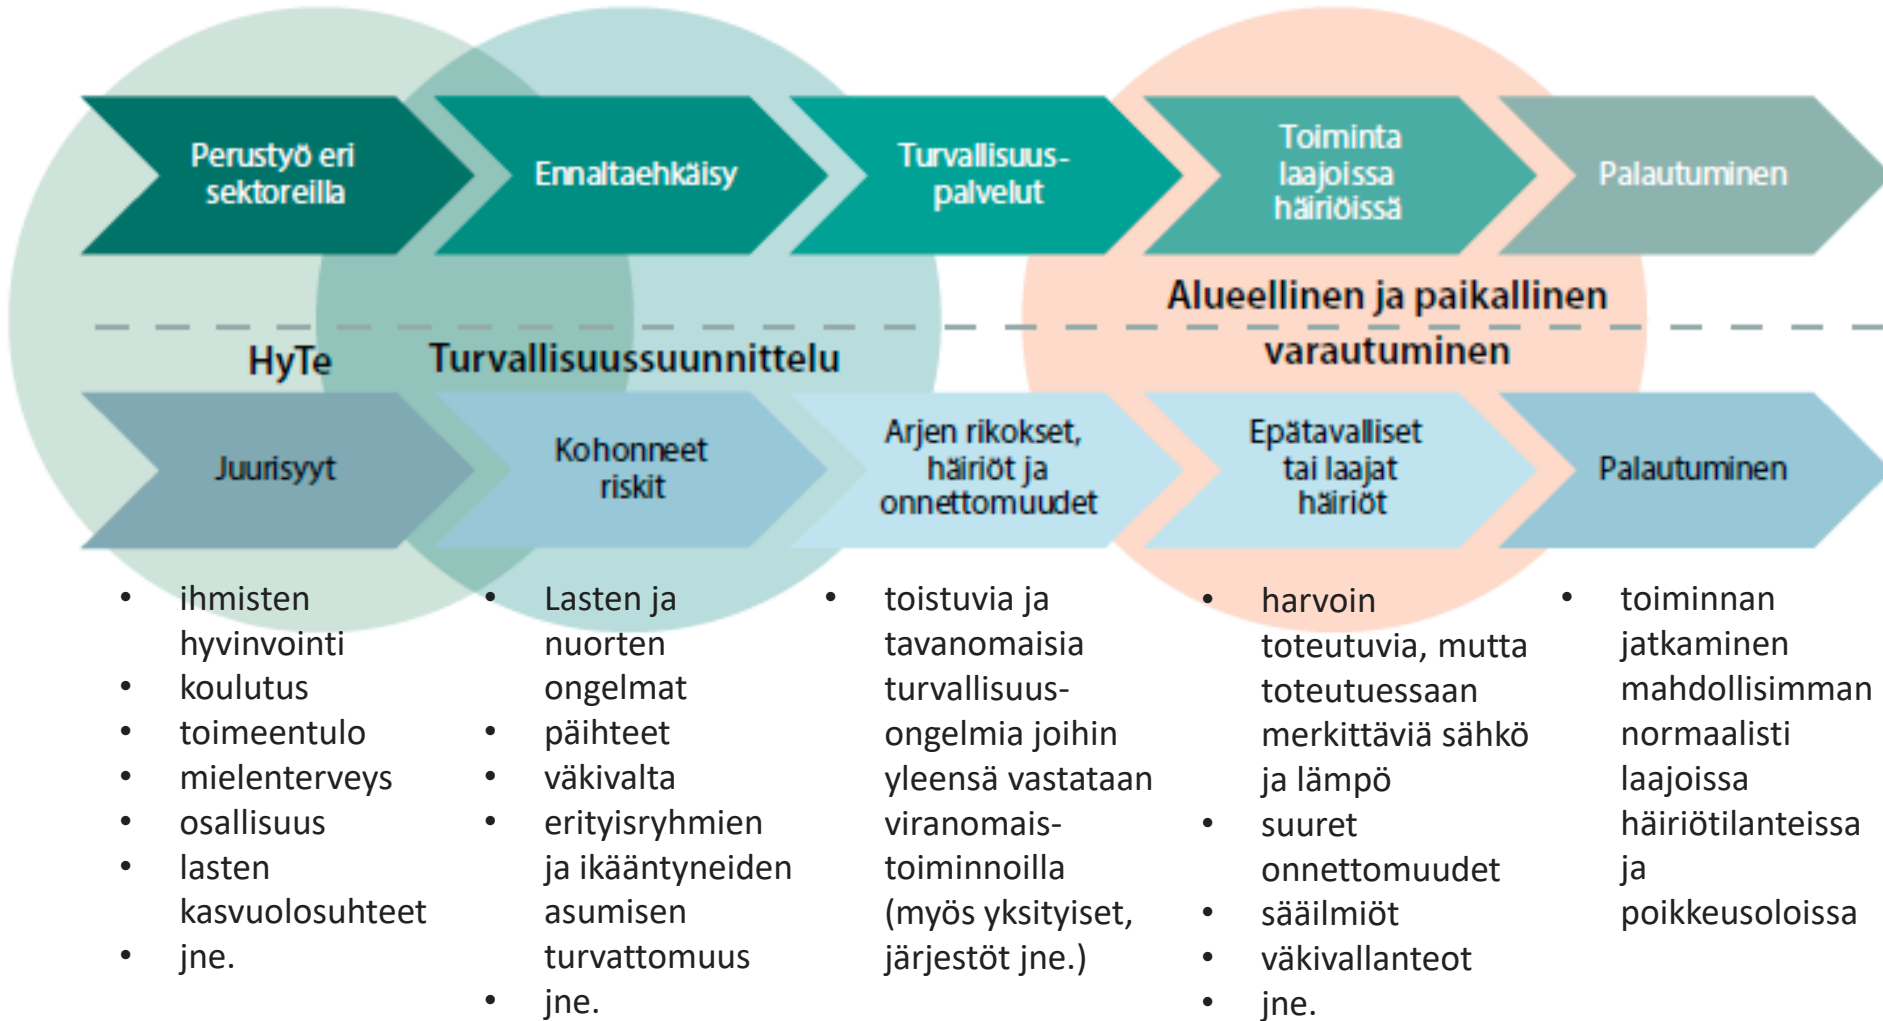 Perustyö eri
sektoreilla
Ennaltaehkäisy
Turvallisuus-
palvelut
Toiminta
laajoissa
häiriöissä
Palautuminen
Alueellinen ja paikallinen
varautuminen
HyTe
Turvallisuussuunnittelu
Juurisyyt
Kohonneet
riskit
Arjen rikokset,
häiriöt ja
onnettomuudet
Epätavalliset
tai laajat
häiriöt
Palautuminen
• ihmisten
hyvinvointi
• koulutus
• toimeentulo
• mielenterveys
• osallisuus
• lasten
kasvuolosuhteet
• jne.
• Lasten ja
nuorten
ongelmat
• päihteet
• väkivalta
• erityisryhmien
ja ikääntyneiden
asumisen
turvattomuus
• jne.
• toistuvia ja
tavanomaisia
turvallisuus-
ongelmia joihin
yleensä vastataan
viranomais-
toiminnoilla
(myös yksityiset,
järjestöt jne.)
• harvoin
toteutuvia, mutta
toteutuessaan
merkittäviä sähkö
ja lämpö
• suuret
onnettomuudet
• sääilmiöt
• väkivallanteot
• jne.
• toiminnan
jatkaminen
mahdollisimman
normaalisti
laajoissa
häiriötilanteissa
ja
poikkeusoloissa